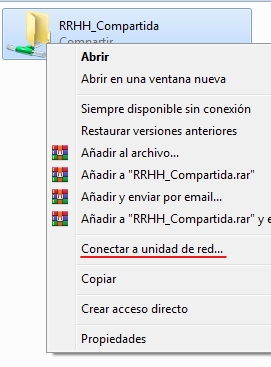 RRHH_Compartida
Compartir
Abrir
Abrir en una ventana nueva
Siempre disponible sin conexión
Restaurar versiones anteriores
Añadir al archivo...
Añadir a "RRHH_Compartida.rar"
Añadir y enviar por email...
Añadir a "RRHH_Compartida.rar" y e
Conectar a unidad de red...
Copiar
Crear acceso directo
Propiedades